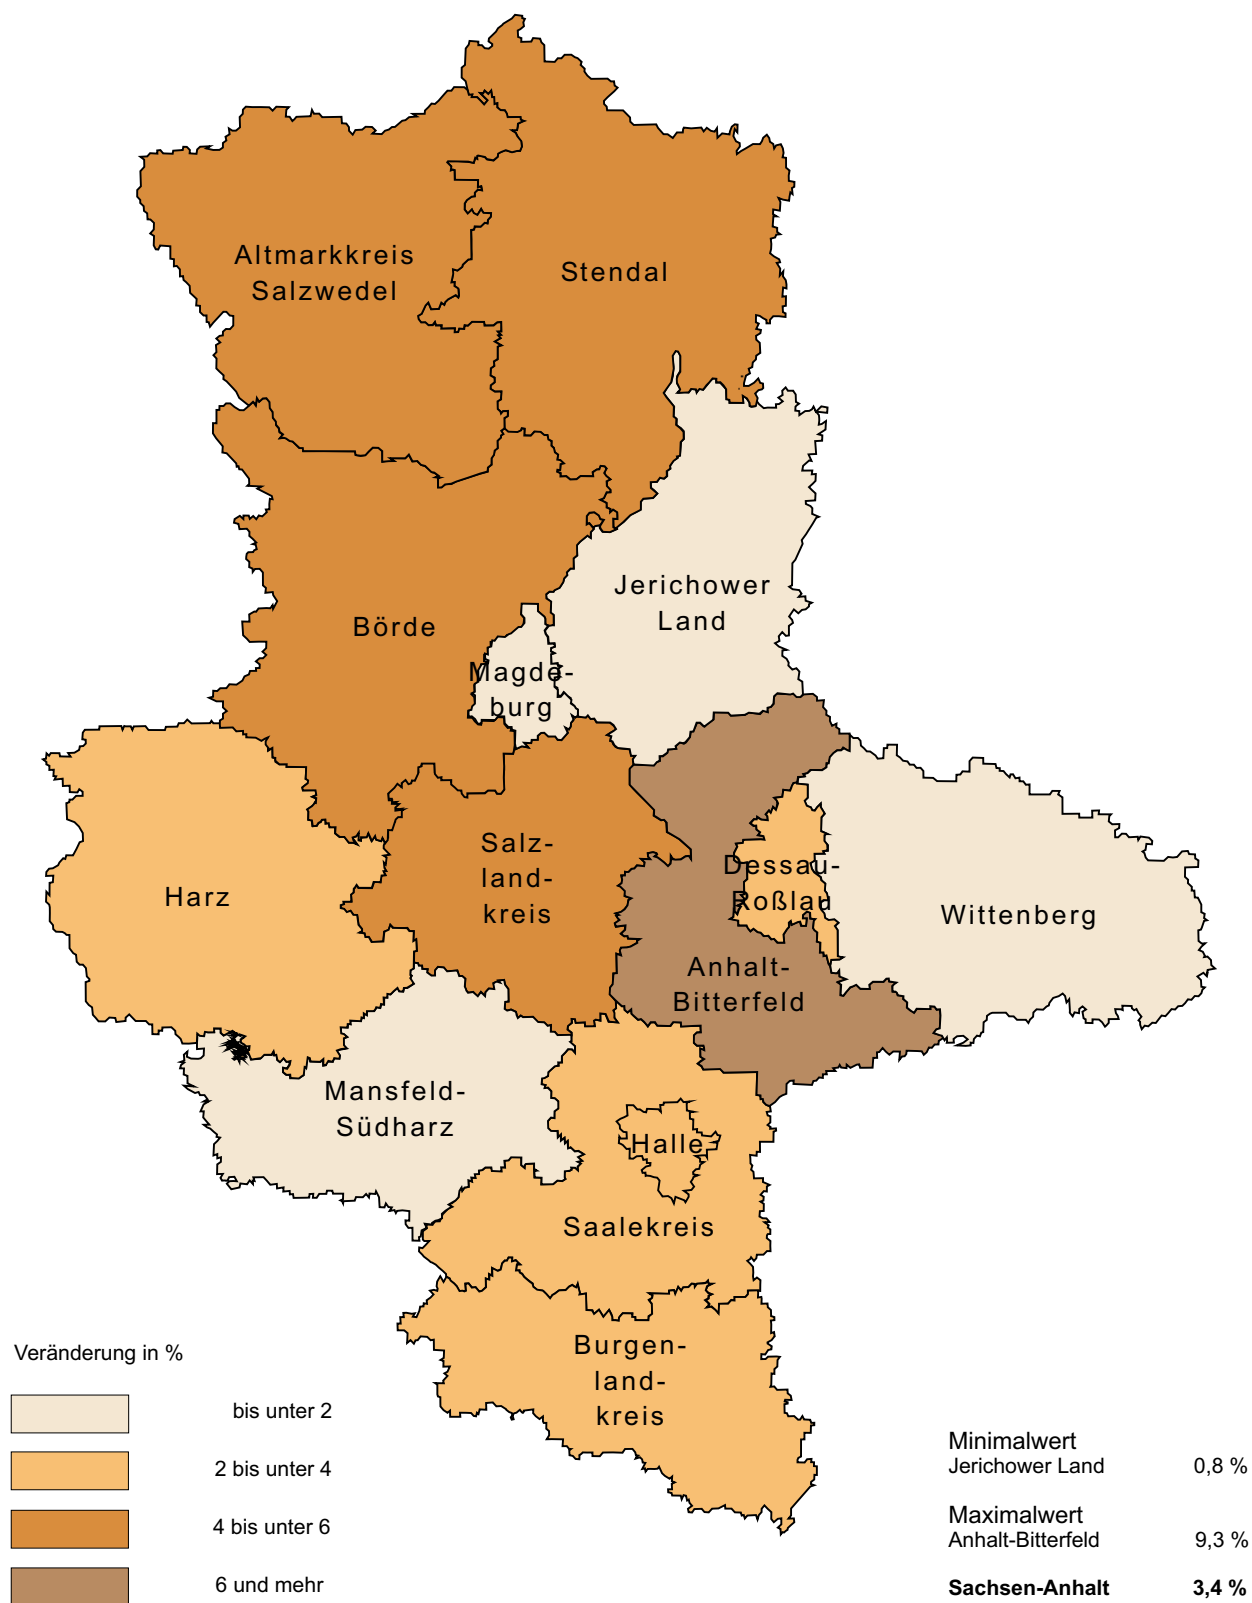 Altmarkkreis
Salzwedel
Stendal
Jerichower
Land
Börde
Magde-
burg
Salz-
land-
kreis
Dessau-
Roßlau
Harz
Wittenberg
Anhalt-
Bitterfeld
Mansfeld-
Südharz
Halle
Saalekreis
Burgen-
land-
kreis
Veränderung in %
bis unter 2
2 bis unter 4
4 bis unter 6
6 und mehr
Minimalwert
Jerichower Land 0,8 %
Maximalwert
Anhalt-Bitterfeld 9,3 %
Sachsen-Anhalt 3,4 %